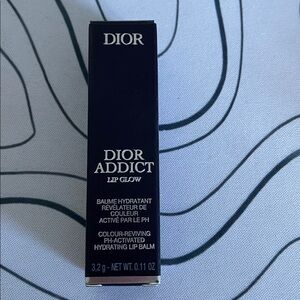 DIOR
DIOR
ADDICT
LIP GLOW
BAUME HYDRATANT
RÉVÉLATEUR DE
COULEUR
ACTIVÉ PAR LE PH
COLOUR-REVIVING
PH-ACTIVATED
HYDRATING LIP BALM
3,2 g - NET WT. 0.11 OZ